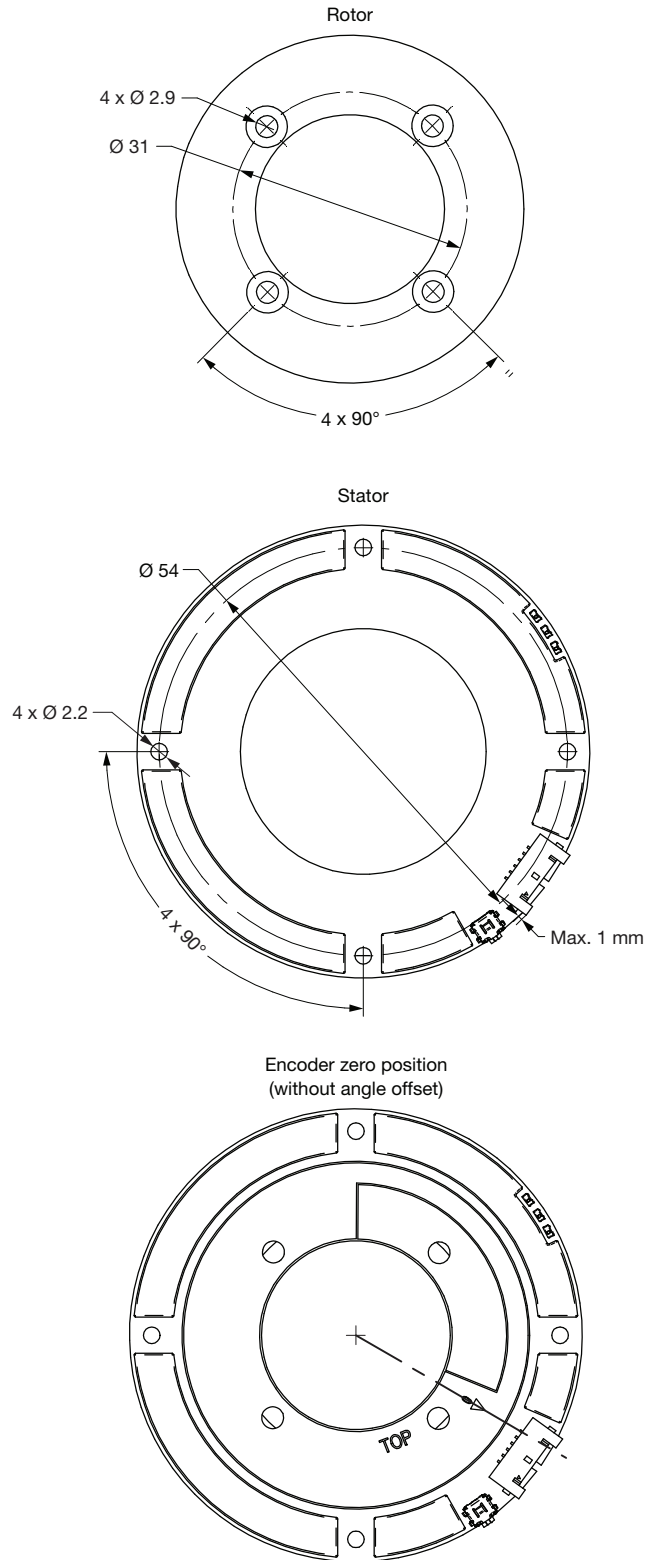 Rotor
4 x Ø 2.9
Ø 31
4 x 90°
Stator
Ø 54
4 x Ø 2.2
4 x 90°
Max. 1 mm
Encoder zero position
(without angle offset)
TOP